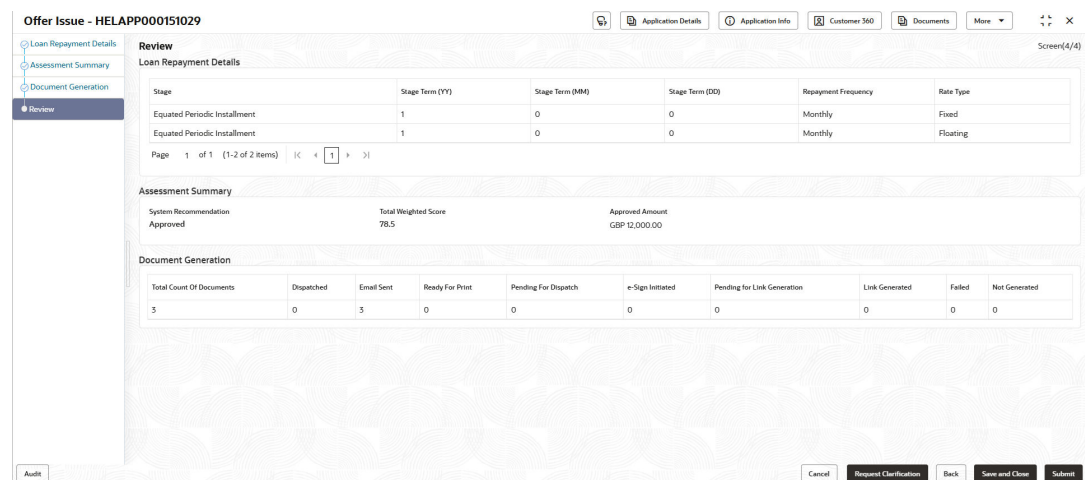 Offer Issue - HELAPP000151029
Application Details
Application Info
Customer 360
Documents
More
Loan Repayment Details
Assessment Summary
Document Generation
Review
Review
Screen(4/4)
Loan Repayment Details
Stage Stage Term (YY) Stage Term (MM) Stage Term (DD) Repayment Frequency Rate Type
Equated Periodic Installment 1 0 0 Monthly Fixed
Equated Periodic Installment 1 0 0 Monthly Floating
Page 1 of 1 (1-2 of 2 items) 1
Assessment Summary
System Recommendation Total Weighted Score Approved Amount
Approved 78.5 GBP 12,000.00
Document Generation
Total Count Of Documents Dispatched Email Sent Ready For Print Pending For Dispatch e-Sign Initiated Pending for Link Generation Link Generated Failed Not Generated
3 0 3 0 0 0 0 0 0 0
Audit Cancel Request Clarification Back Save and Close Submit